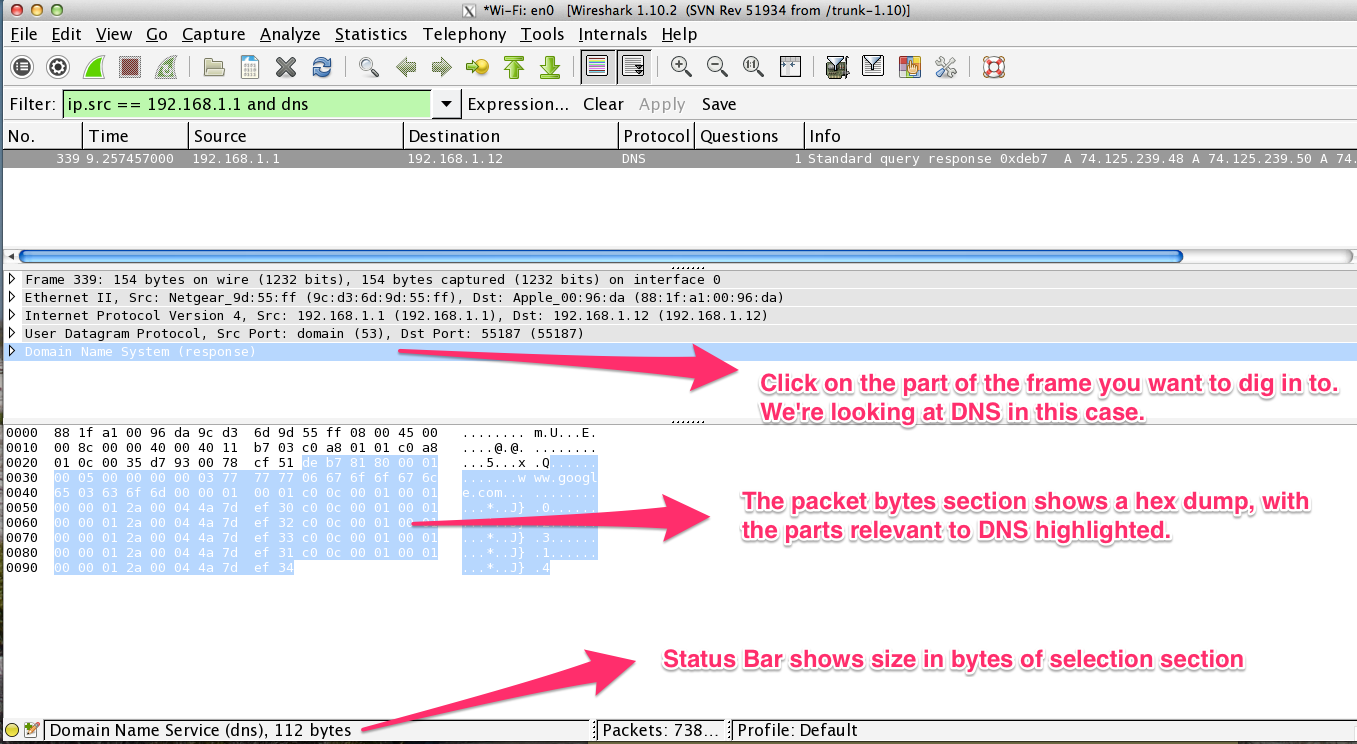 *Wi-Fi: en0   [Wireshark 1.10.2  (SVN Rev 51934 from /trunk-1.10)]
File Edit View Go Capture Analyze Statistics Telephony Tools Internals Help
Filter: ip.src == 192.168.1.1 and dns Expression... Clear Apply Save
No. Time Source Destination Protocol Questions Info
339 9.257457000 192.168.1.1 192.168.1.12 DNS 1 Standard query response 0xdeb7  A 74.125.239.48 A 74.125.239.50 A 74.
Frame 339: 154 bytes on wire (1232 bits), 154 bytes captured (1232 bits) on interface 0
Ethernet II, Src: Netgear_9d:55:ff (9c:d3:6d:9d:55:ff), Dst: Apple_00:96:da (88:1f:a1:00:96:da)
Internet Protocol Version 4, Src: 192.168.1.1 (192.168.1.1), Dst: 192.168.1.12 (192.168.1.12)
User Datagram Protocol, Src Port: domain (53), Dst Port: 55187 (55187)
Domain Name System (response)
Click on the part of the frame you want to dig in to.
We're looking at DNS in this case.
0000  88 1f a1 00 96 da 9c d3  6d 9d 55 ff 08 00 45 00   ........ m.U...E.
0010  00 8c 00 00 40 00 40 11  b7 03 c0 a8 01 01 c0 a8   ....@.@. ........
0020  01 0c 00 35 d7 93 00 78  cf 51 de b7 81 80 00 01   ...5...x .Q......
0030  00 05 00 00 00 00 03 77  77 77 06 67 6f 6f 67 6c   .......w ww.googl
0040  65 03 63 6f 6d 00 00 01  00 01 c0 0c 00 01 00 01   e.com... ........
0050  00 00 01 2a 00 04 4a 7d  ef 30 c0 0c 00 01 00 01   ...*..J} .0......
0060  00 00 01 2a 00 04 4a 7d  ef 32 c0 0c 00 01 00
0070  00 00 01 2a 00 04 4a 7d  ef 33 c0 0c 00 01 00 01   ...*..J} .3......
0080  00 00 01 2a 00 04 4a 7d  ef 31 c0 0c 00 01 00 01   ...*..J} .1......
0090  00 00 01 2a 00 04 4a 7d  ef 34   ...*..J} .4
The packet bytes section shows a hex dump, with
the parts relevant to DNS highlighted.
Status Bar shows size in bytes of selection section
Domain Name Service (dns), 112 bytes Packets: 738... Profile: Default